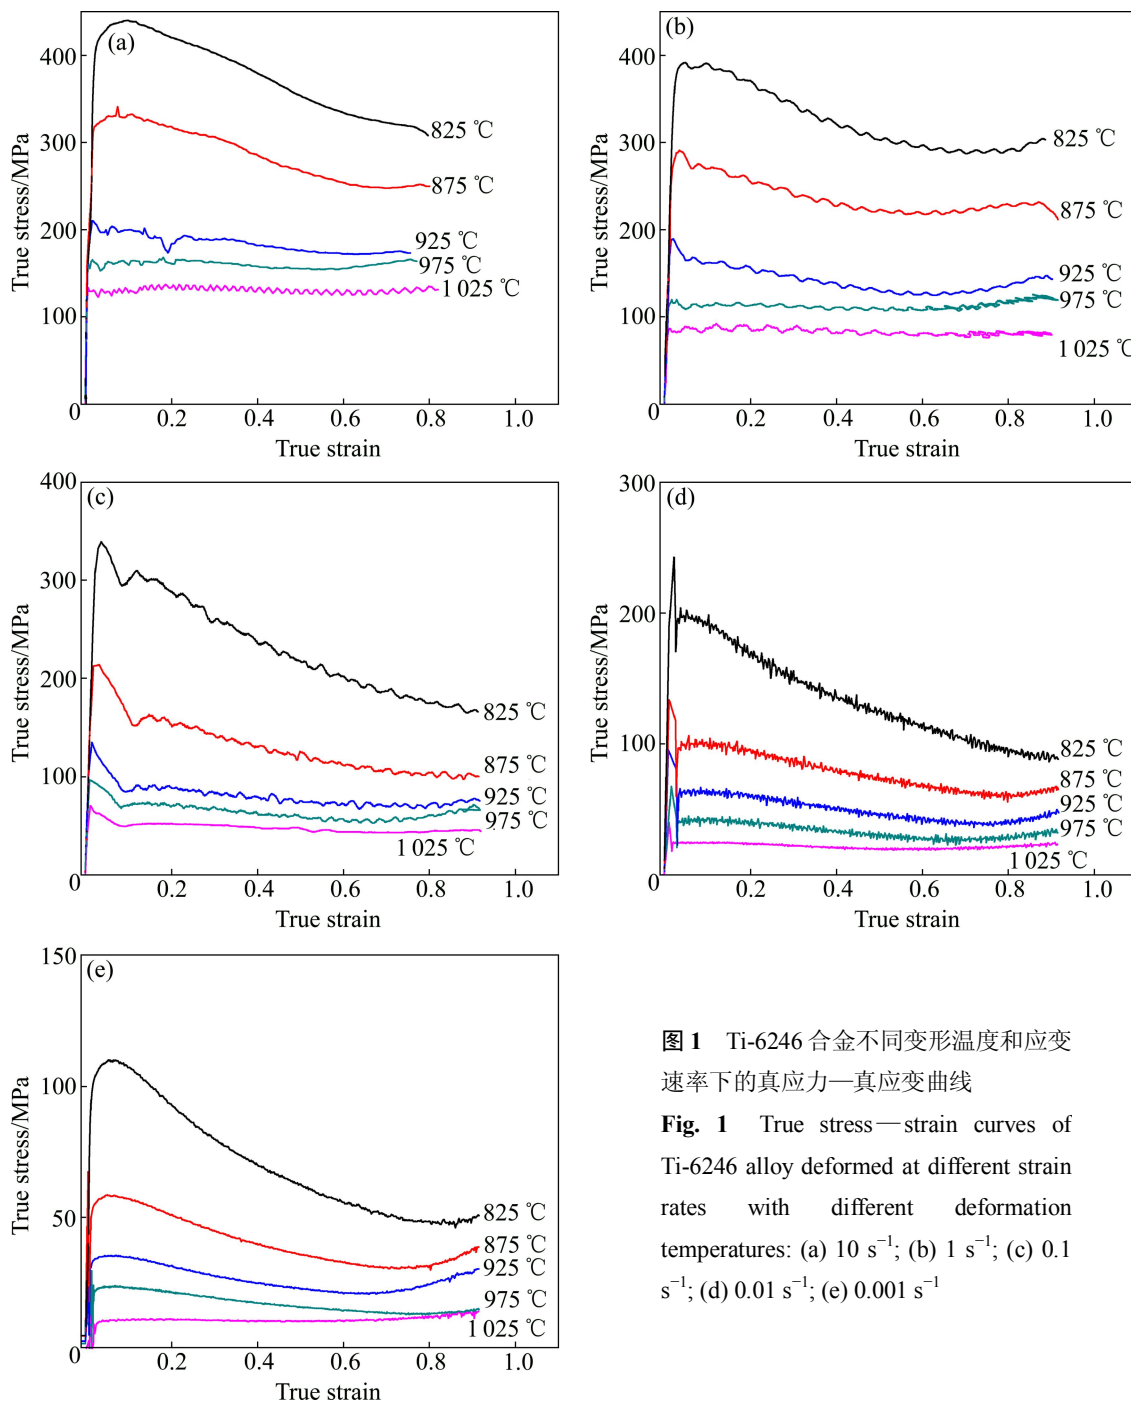 (a)
400
300
200
100
0
0.2 0.4 0.6 0.8 1.0
True stress/MPa
True strain
825 ℃
875 ℃
925 ℃
975 ℃
1 025 ℃
(b)
400
300
200
100
0
0.2 0.4 0.6 0.8 1.0
True stress/MPa
True strain
825 ℃
875 ℃
925 ℃
975 ℃
1 025 ℃
(c)
400
300
200
100
0
0.2 0.4 0.6 0.8 1.0
True stress/MPa
True strain
825 ℃
875 ℃
925 ℃
975 ℃
1 025 ℃
(d)
300
200
100
0
0.2 0.4 0.6 0.8 1.0
True stress/MPa
True strain
825 ℃
875 ℃
925 ℃
975 ℃
1 025 ℃
(e)
150
100
50
0
0.2 0.4 0.6 0.8 1.0
True stress/MPa
True strain
825 ℃
875 ℃
925 ℃
975 ℃
1 025 ℃
图 1 Ti-6246 合金不同变形温度和应变
速率下的真应力—真应变曲线
Fig. 1 True stress—strain curves of
Ti-6246 alloy deformed at different strain
rates with different deformation
temperatures: (a) 10 s⁻¹; (b) 1 s⁻¹; (c) 0.1
s⁻¹; (d) 0.01 s⁻¹; (e) 0.001 s⁻¹